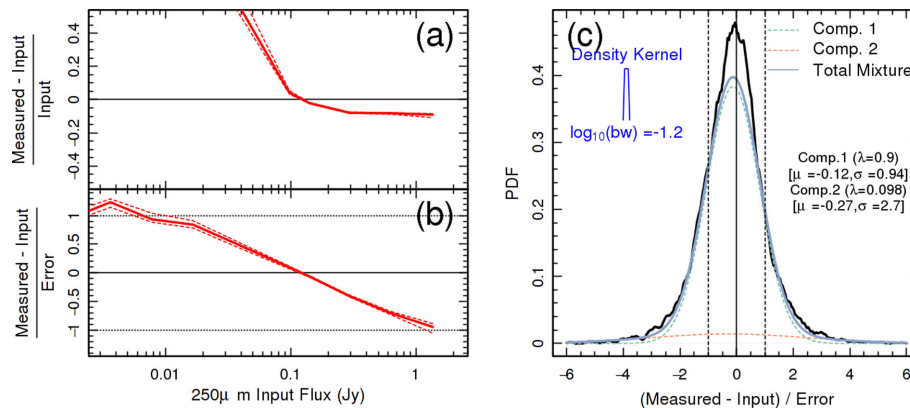 (a)
Measured - Input
Input
0.4
0.2
0
-0.2
-0.4
(b)
Measured - Input
Error
1
0.5
0
-0.5
-1
0.01
0.1
1
250μ m Input Flux (Jy)
(c)
Density Kernel
log10(bw) =-1.2
Comp. 1
Comp. 2
Total Mixture
Comp.1 (λ=0.9)
[μ =-0.12,σ =0.94]
Comp.2 (λ=0.098)
[μ =-0.27,σ =2.7]
PDF
0.4
0.3
0.2
0.1
0
-6
-4
-2
0
2
4
6
(Measured - Input) / Error